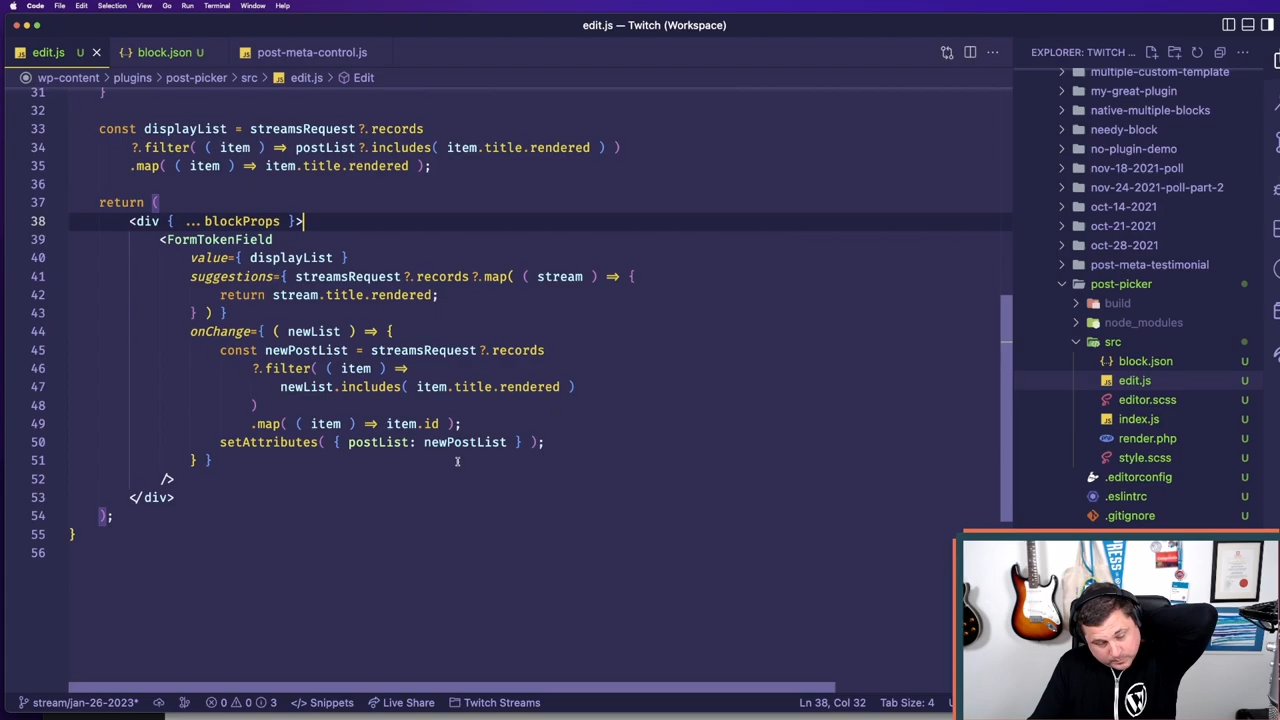 Code File Edit Selection View Go Run Terminal Window Help
edit.js — Twitch (Workspace)
edit.js U
block.json U
post-meta-control.js
EXPLORER: TWITCH ...
wp-content > plugins > post-picker > src > edit.js > Edit
31 }
32
33 const displayList = streamsRequest?.records
34 ?.filter( ( item ) => postList?.includes( item.title.rendered ) )
35 .map( ( item ) => item.title.rendered );
36
37 return (
38 <div { ...blockProps }>
39 <FormTokenField
40 value={ displayList }
41 suggestions={ streamsRequest?.records?.map( ( stream ) => {
42 return stream.title.rendered;
43 } ) }
44 onChange={ ( newList ) => {
45 const newPostList = streamsRequest?.records
46 ?.filter( ( item ) =>
47 newList.includes( item.title.rendered )
48 )
49 .map( ( item ) => item.id );
50 setAttributes( { postList: newPostList } );
51 } }
52 />
53 </div>
54 );
55 }
56
multiple-custom-template
my-great-plugin
native-multiple-blocks
needy-block
no-plugin-demo
nov-18-2021-poll
nov-24-2021-poll-part-2
oct-14-2021
oct-21-2021
oct-28-2021
post-meta-testimonial
post-picker
build
node_modules
src
block.json U
edit.js U
editor.scss U
index.js U
render.php U
style.scss U
.editorconfig U
.eslintrc U
.gitignore U
stream/jan-26-2023* 0 0 3 </> Snippets Live Share Twitch Streams Ln 38, Col 32 Tab Size: 4